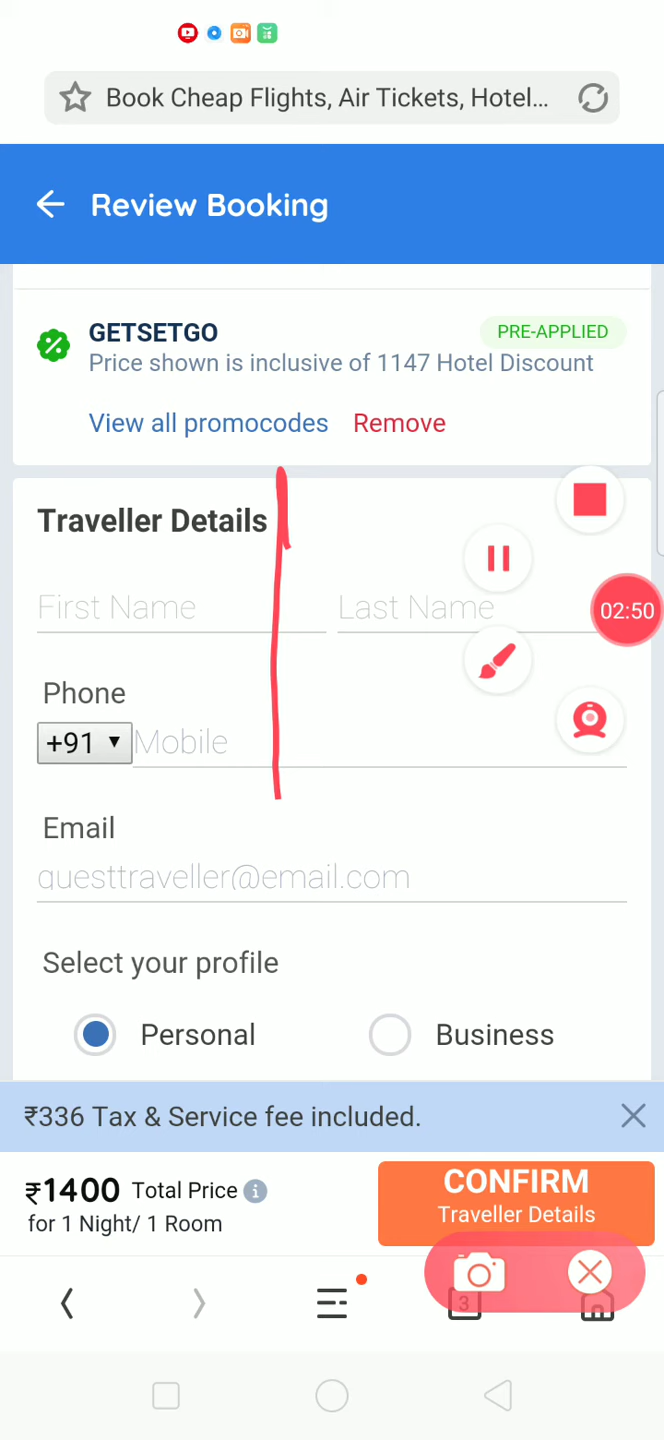 Book Cheap Flights, Air Tickets, Hotel...
Review Booking
GETSETGO
PRE-APPLIED
Price shown is inclusive of 1147 Hotel Discount
View all promocodes Remove
Traveller Details
First Name Last Name
02:50
Phone
+91 Mobile
Email
guesttraveller@email.com
Select your profile
Personal Business
₹336 Tax & Service fee included.
₹1400 Total Price
for 1 Night/ 1 Room
CONFIRM
Traveller Details
3